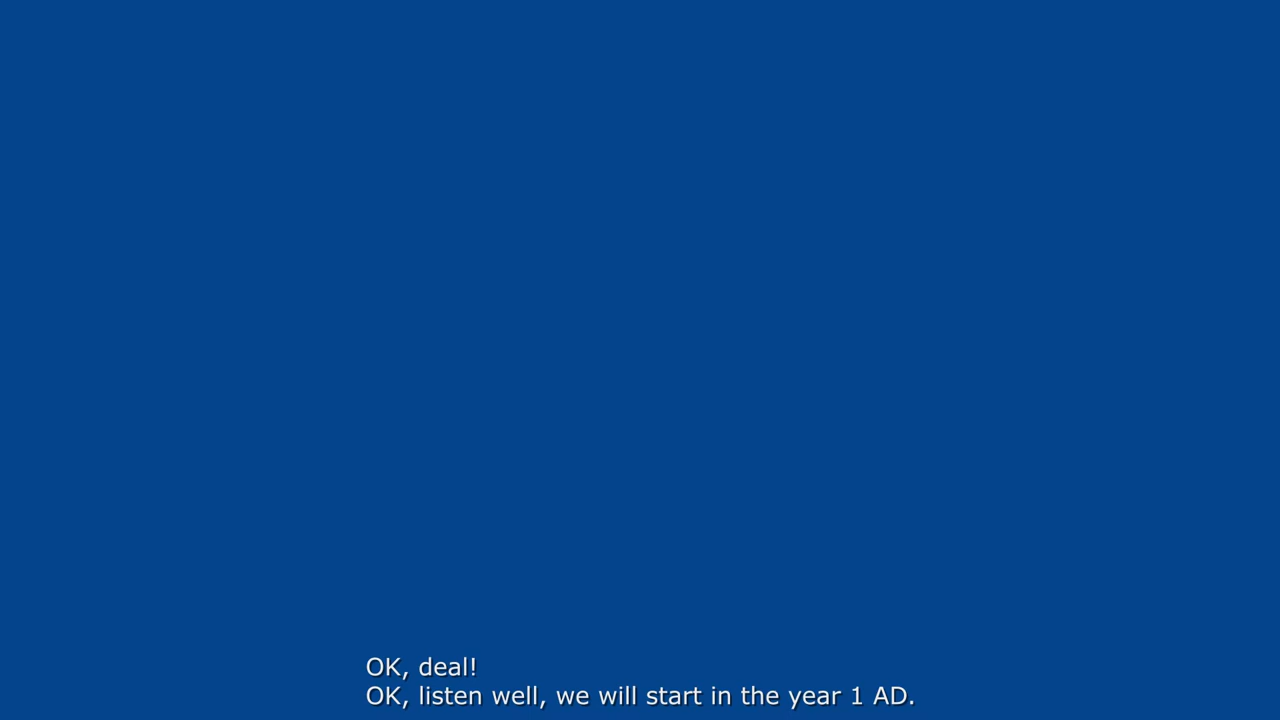 OK, deal!
OK, listen well, we will start in the year 1 AD.